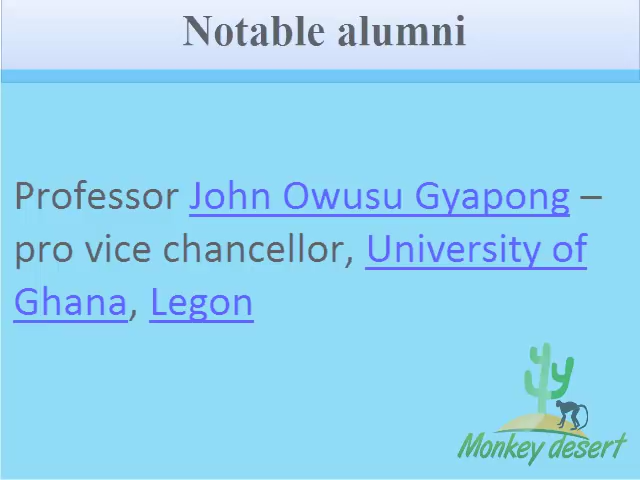 Notable alumni
Professor John Owusu Gyapong –
pro vice chancellor, University of
Ghana, Legon
Monkey desert